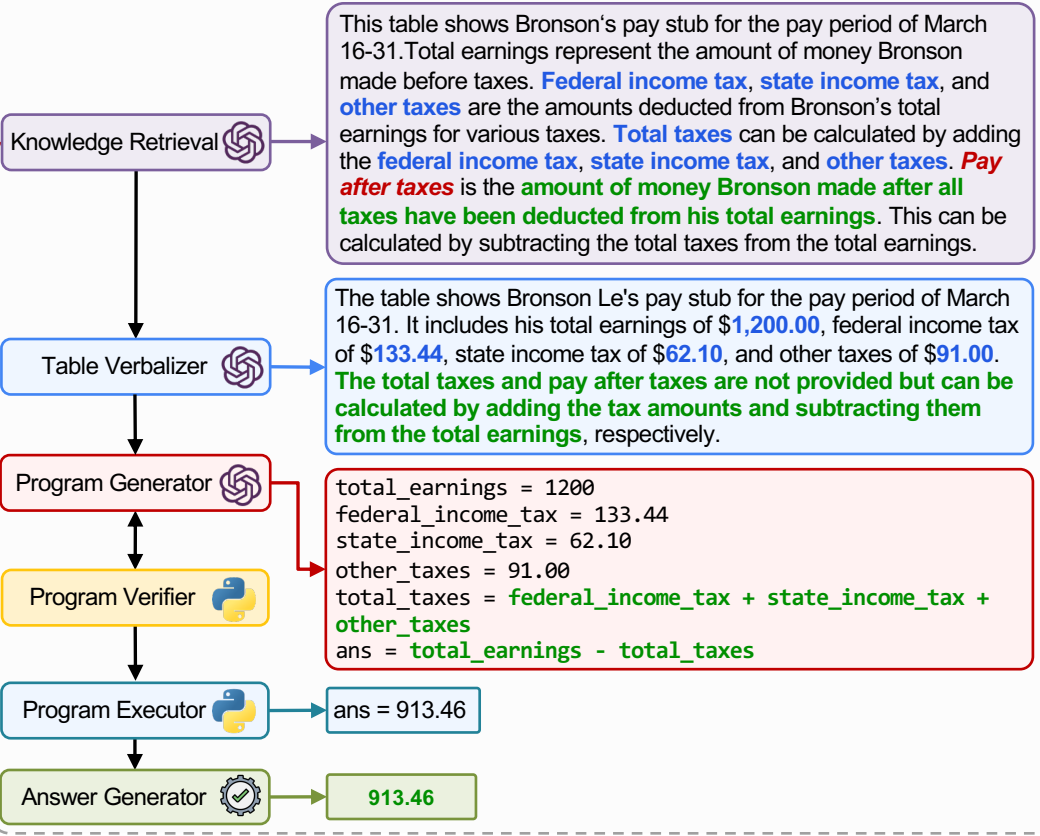 This table shows Bronson‘s pay stub for the pay period of March
16-31.Total earnings represent the amount of money Bronson
made before taxes. Federal income tax, state income tax, and
other taxes are the amounts deducted from Bronson’s total
earnings for various taxes. Total taxes can be calculated by adding
the federal income tax, state income tax, and other taxes. Pay
after taxes is the amount of money Bronson made after all
taxes have been deducted from his total earnings. This can be
calculated by subtracting the total taxes from the total earnings.
Knowledge Retrieval
The table shows Bronson Le's pay stub for the pay period of March
16-31. It includes his total earnings of $1,200.00, federal income tax
of $133.44, state income tax of $62.10, and other taxes of $91.00.
The total taxes and pay after taxes are not provided but can be
calculated by adding the tax amounts and subtracting them
from the total earnings, respectively.
Table Verbalizer
Program Generator
total_earnings = 1200
federal_income_tax = 133.44
state_income_tax = 62.10
other_taxes = 91.00
total_taxes = federal_income_tax + state_income_tax +
other_taxes
ans = total_earnings - total_taxes
Program Verifier
Program Executor
ans = 913.46
Answer Generator
913.46